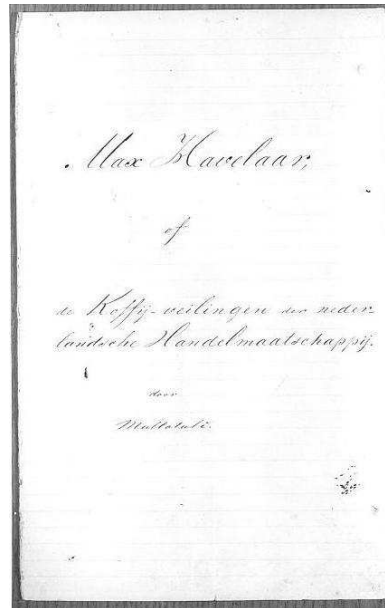 Max Havelaar,
of
de Koffij-veilingen der neder-
landsche Handelmaatschappij.
door
Multatuli.